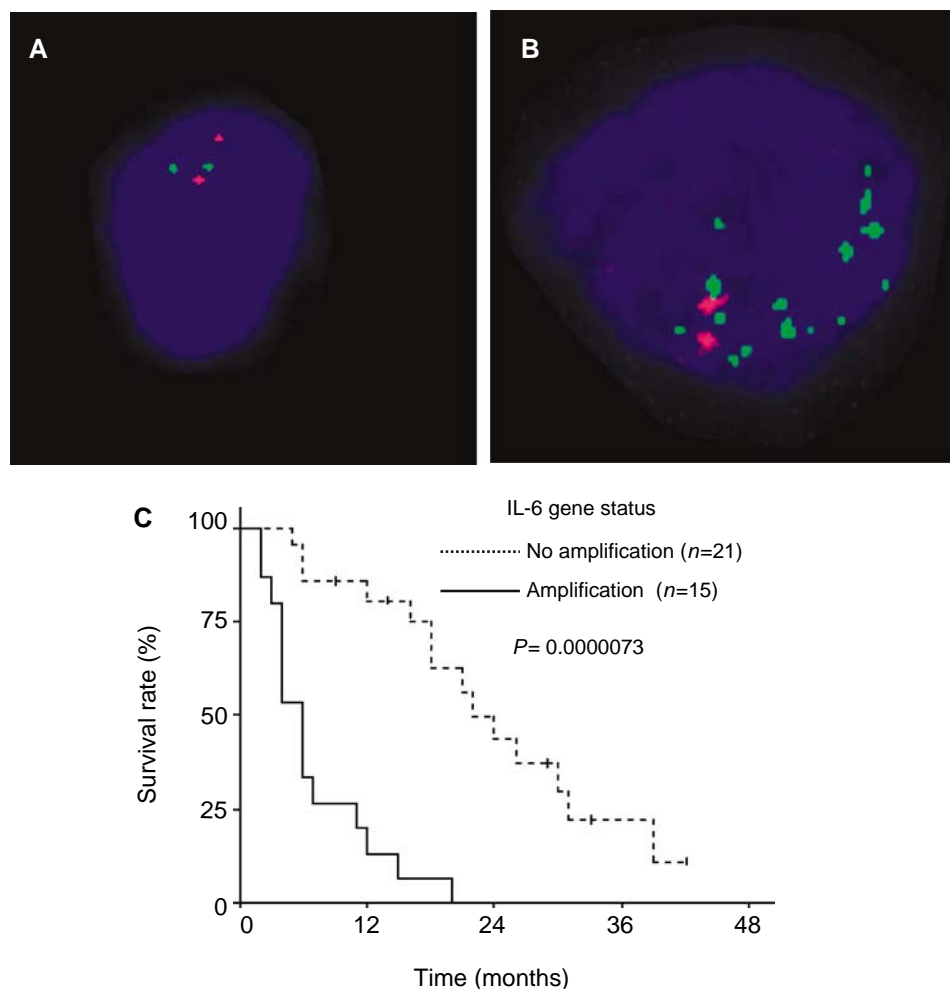 A
B
C
IL-6 gene status
No amplification (n=21)
Amplification (n=15)
P= 0.0000073
Survival rate (%)
100
75
50
25
0
0 12 24 36 48
Time (months)